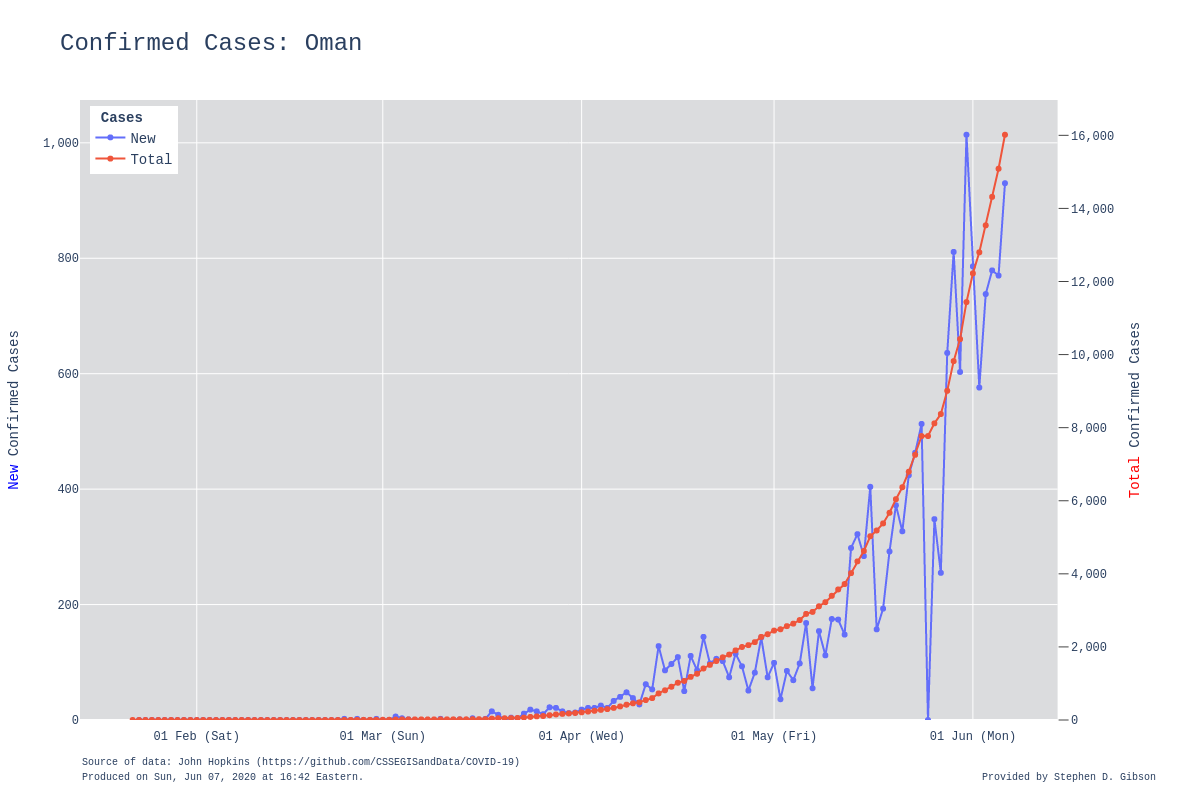 Confirmed Cases: Oman
Cases
New
Total
1,000
800
600
400
200
0
New Confirmed Cases
16,000
14,000
12,000
10,000
8,000
6,000
4,000
2,000
0
Total Confirmed Cases
01 Feb (Sat)
01 Mar (Sun)
01 Apr (Wed)
01 May (Fri)
01 Jun (Mon)
Source of data: John Hopkins (https://github.com/CSSEGISandData/COVID-19)
Produced on Sun, Jun 07, 2020 at 16:42 Eastern.
Provided by Stephen D. Gibson